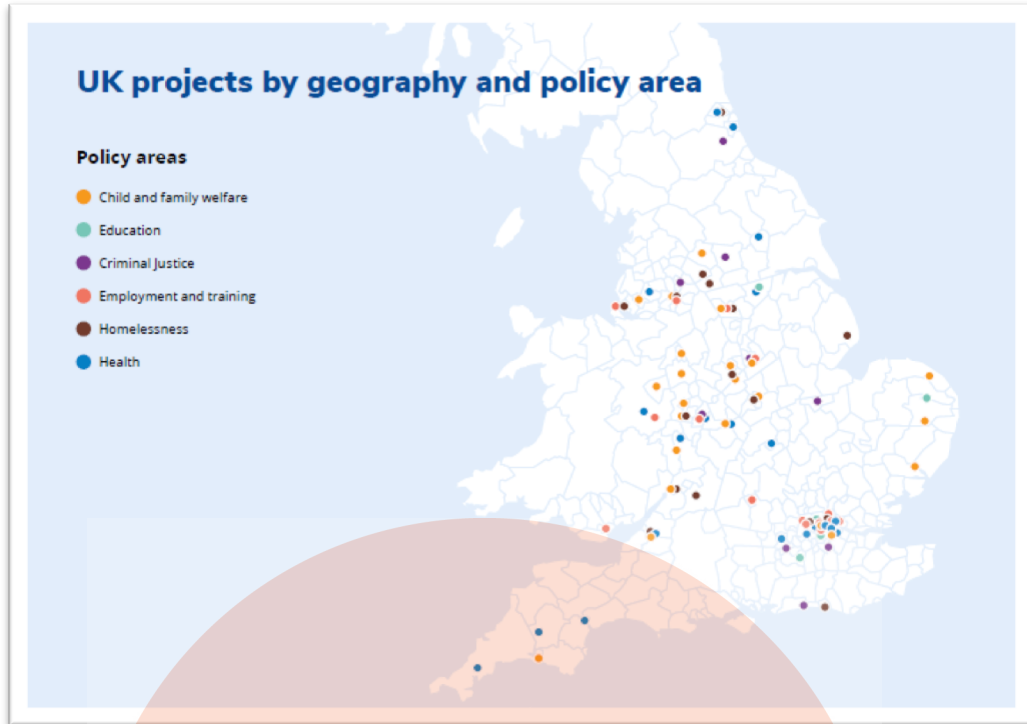 UK projects by geography and policy area
Policy areas
Child and family welfare
Education
Criminal Justice
Employment and training
Homelessness
Health